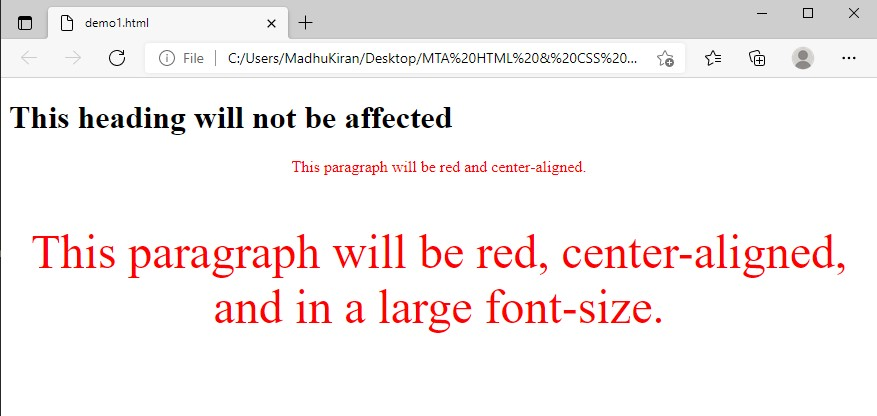 demo1.html
File
C:/Users/MadhuKiran/Desktop/MTA%20HTML%20&%20CSS%20...
This heading will not be affected
This paragraph will be red and center-aligned.
This paragraph will be red, center-aligned,
and in a large font-size.